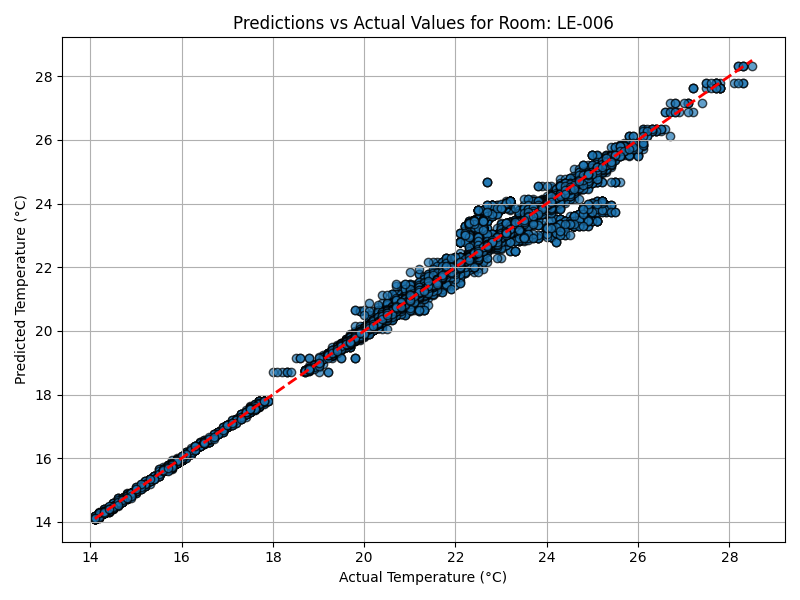 Predictions vs Actual Values for Room: LE-006
Predicted Temperature (°C)
28
26
24
22
20
18
16
14
14 16 18 20 22 24 26 28
Actual Temperature (°C)